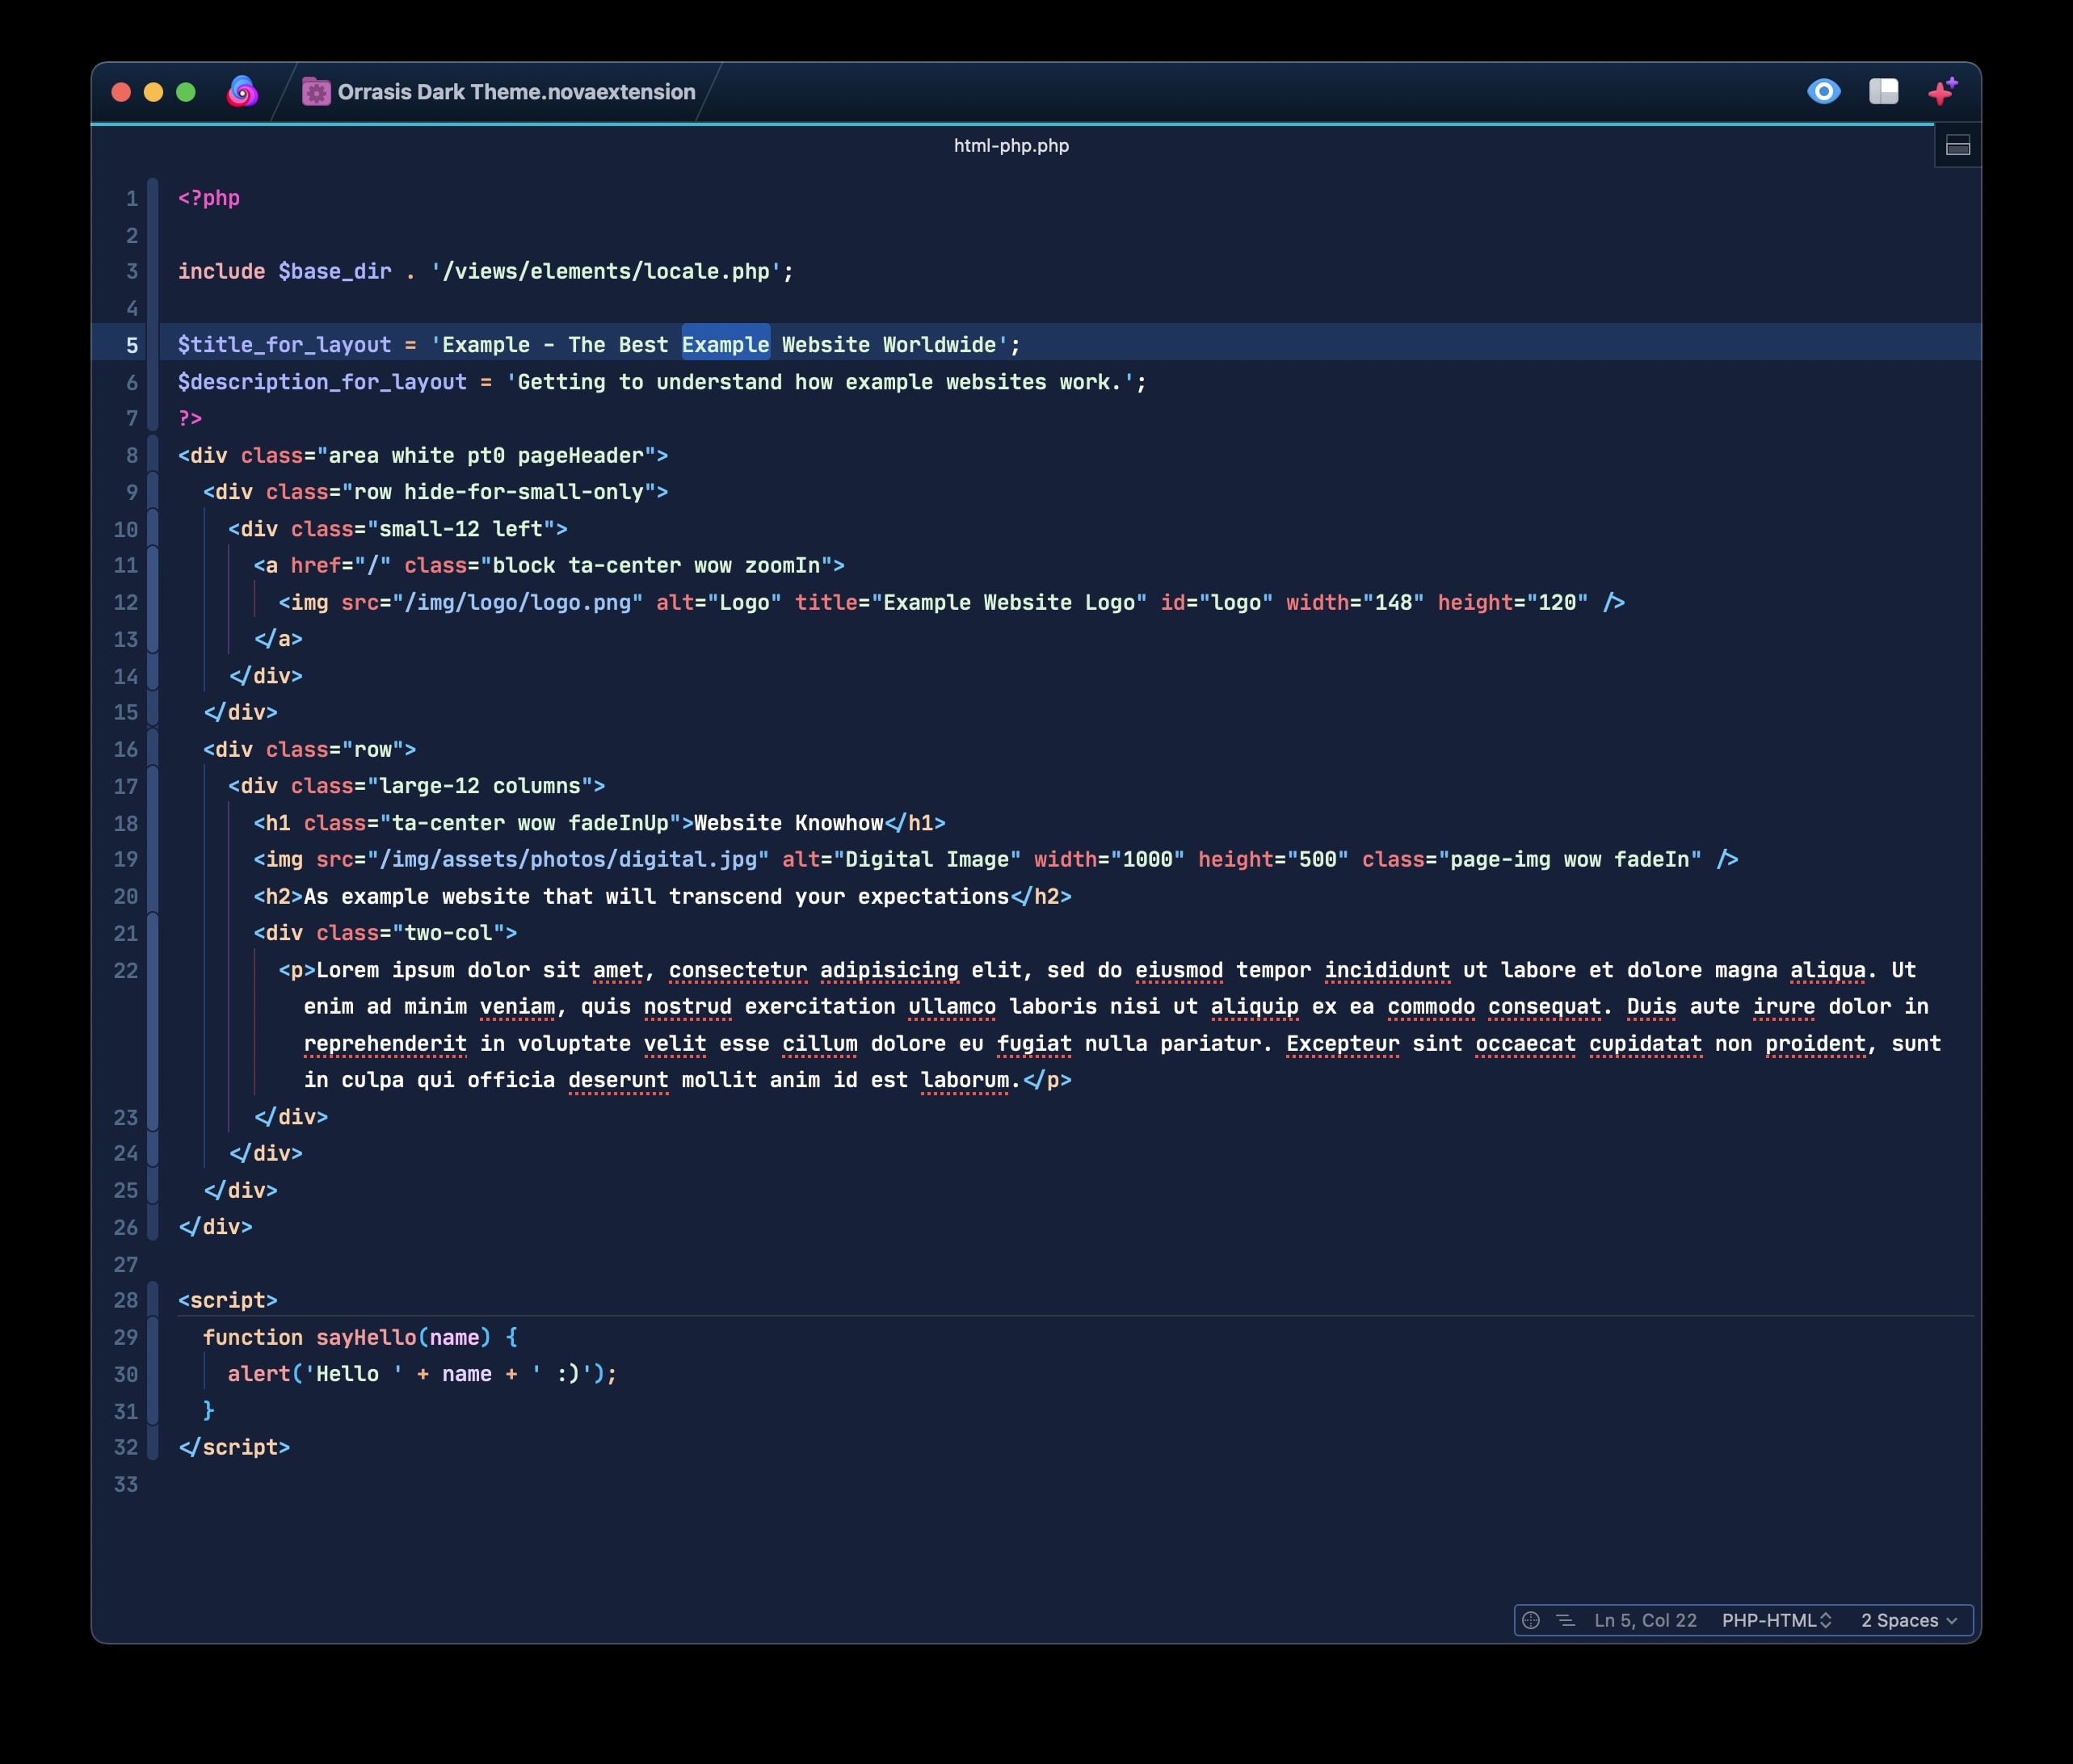 Orrasis Dark Theme.novaextension
html-php.php
1 <?php
2
3 include $base_dir . '/views/elements/locale.php';
4
5 $title_for_layout = 'Example - The Best Example Website Worldwide';
6 $description_for_layout = 'Getting to understand how example websites work.';
7 ?>
8 <div class="area white pt0 pageHeader">
9 <div class="row hide-for-small-only">
10 <div class="small-12 left">
11 <a href="/" class="block ta-center wow zoomIn">
12 <img src="/img/logo/logo.png" alt="Logo" title="Example Website Logo" id="logo" width="148" height="120" />
13 </a>
14 </div>
15 </div>
16 <div class="row">
17 <div class="large-12 columns">
18 <h1 class="ta-center wow fadeInUp">Website Knowhow</h1>
19 <img src="/img/assets/photos/digital.jpg" alt="Digital Image" width="1000" height="500" class="page-img wow fadeIn" />
20 <h2>As example website that will transcend your expectations</h2>
21 <div class="two-col">
22 <p>Lorem ipsum dolor sit amet, consectetur adipisicing elit, sed do eiusmod tempor incididunt ut labore et dolore magna aliqua. Ut
enim ad minim veniam, quis nostrud exercitation ullamco laboris nisi ut aliquip ex ea commodo consequat. Duis aute irure dolor in
reprehenderit in voluptate velit esse cillum dolore eu fugiat nulla pariatur. Excepteur sint occaecat cupidatat non proident, sunt
in culpa qui officia deserunt mollit anim id est laborum.</p>
23 </div>
24 </div>
25 </div>
26 </div>
27
28 <script>
29 function sayHello(name) {
30 alert('Hello ' + name + ' :)');
31 }
32 </script>
33
Ln 5, Col 22 PHP-HTML 2 Spaces